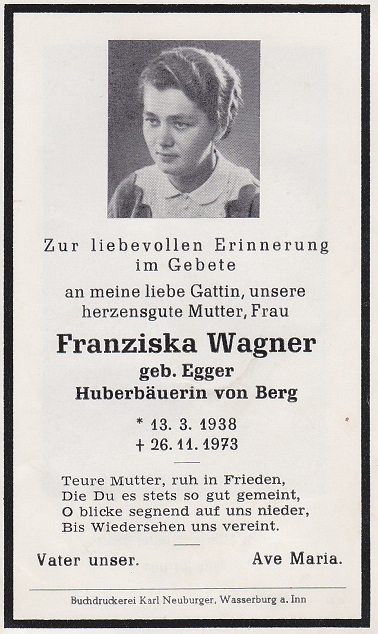 Zur liebevollen Erinnerung
im Gebete
an meine liebe Gattin, unsere
herzensgute Mutter, Frau
Franziska Wagner
geb. Egger
Huberbäuerin von Berg
* 13. 3. 1938
† 26. 11. 1973
Teure Mutter, ruh in Frieden,
Die Du es stets so gut gemeint,
O blicke segnend auf uns nieder,
Bis Wiedersehen uns vereint.
Vater unser. Ave Maria.
Buchdruckerei Karl Neuburger, Wasserburg a. Inn